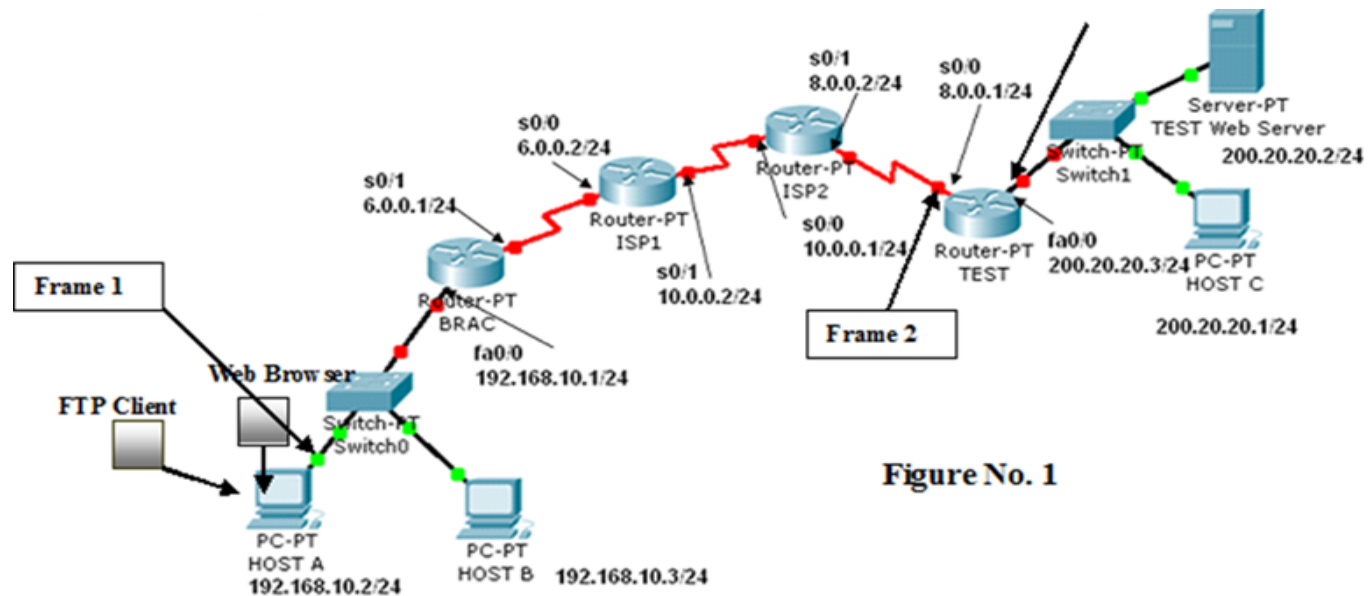 s0/1
8.0.0.2/24
s0/0
8.0.0.1/24
Server-PT
TEST Web Server
200.20.20.2/24
Switch-PT
Switch1
s0/0
6.0.0.2/24
Router-PT
ISP2
s0/1
6.0.0.1/24
Router-PT
ISP1
s0/0
10.0.0.1/24
Router-PT
TEST
fa0/0
200.20.20.3/24
PC-PT
HOST C
200.20.20.1/24
s0/1
10.0.0.2/24
Frame 1
Router-PT
BRAC
Frame 2
fa0/0
192.168.10.1/24
Web Browser
FTP Client
Switch-PT
Switch0
Figure No. 1
PC-PT
HOST A
192.168.10.2/24
PC-PT
HOST B
192.168.10.3/24